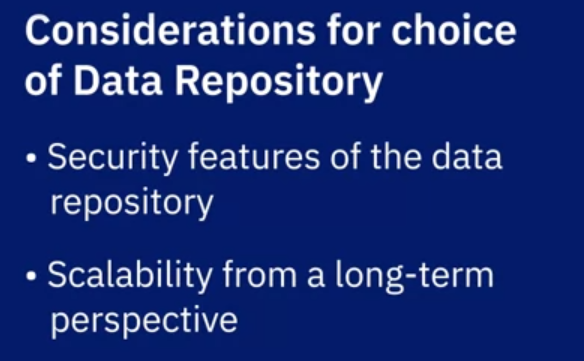 Considerations for choice
of Data Repository
• Security features of the data
repository
• Scalability from a long-term
perspective